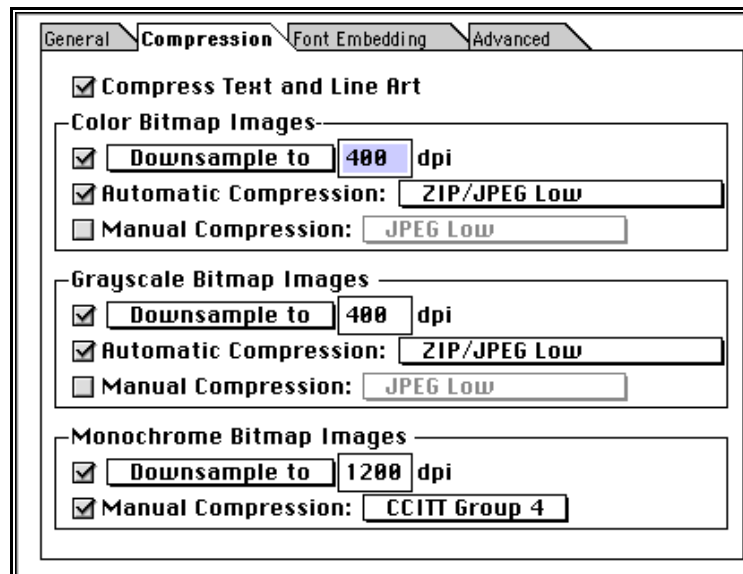 General Compression Font Embedding Advanced
Compress Text and Line Art
Color Bitmap Images
Downsample to 400 dpi
Automatic Compression: ZIP/JPEG Low
Manual Compression: JPEG Low
Grayscale Bitmap Images
Downsample to 400 dpi
Automatic Compression: ZIP/JPEG Low
Manual Compression: JPEG Low
Monochrome Bitmap Images
Downsample to 1200 dpi
Manual Compression: CCITT Group 4